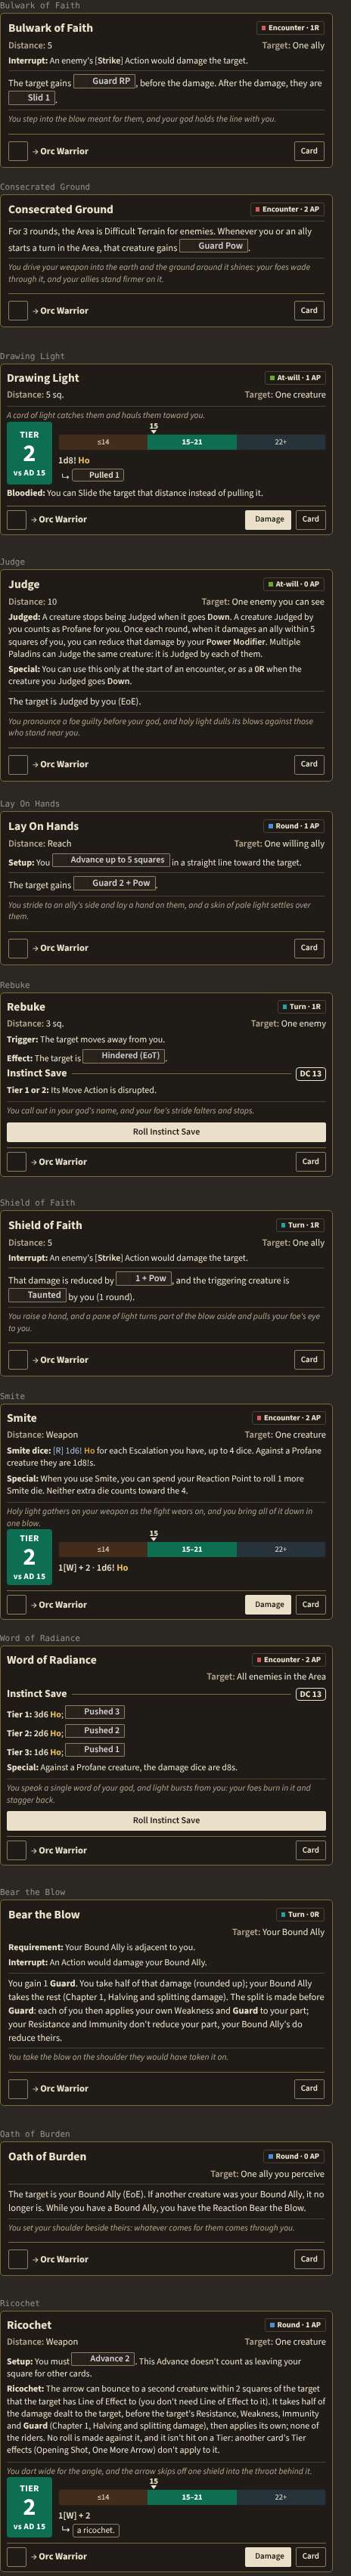 Bulwark of Faith
Bulwark of Faith
Encounter · 1R
Distance: 5
Target: One ally
Interrupt: An enemy's [Strike] Action would damage the target.
The target gains Guard RP, before the damage. After the damage, they are
Slid 1.
You step into the blow meant for them, and your god holds the line with you.
→ Orc Warrior
Card
Consecrated Ground
Consecrated Ground
Encounter · 2 AP
For 3 rounds, the Area is Difficult Terrain for enemies. Whenever you or an ally
starts a turn in the Area, that creature gains Guard Pow.
You drive your weapon into the earth and the ground around it shines: your foes wade
through it, and your allies stand firmer on it.
→ Orc Warrior
Card
Drawing Light
Drawing Light
At-will · 1 AP
Distance: 5 sq.
Target: One creature
A card of light catches them and hauls them toward you.
TIER
2
vs AD 15
15
≤14
15–21
22+
1d8! Ho
↪ Pulled 1
Bloodied: You can Slide the target that distance instead of pulling it.
→ Orc Warrior
Damage
Card
Judge
Judge
At-will · 0 AP
Distance: 10
Target: One enemy you can see
Judged: A creature stops being Judged when it goes Down. A creature Judged by
you counts as Profane for you. Once each round, when it damages an ally within 5
squares of you, you can reduce that damage by your Power Modifier. Multiple
Paladins can Judge the same creature: it is Judged by each of them.
Special: You can use this only at the start of an encounter, or as a 0R when the
creature you Judged goes Down.
The target is Judged by you (EoE).
You pronounce a foe guilty before your god, and holy light dulls its blows against those
who stand near you.
→ Orc Warrior
Card
Lay On Hands
Lay On Hands
Round · 1 AP
Distance: Reach
Target: One willing ally
Setup: You Advance up to 5 squares in a straight line toward the target.
The target gains Guard 2 + Pow.
You stride to an ally's side and lay a hand on them, and a skin of pale light settles over
them.
→ Orc Warrior
Card
Rebuke
Rebuke
Turn · 1R
Distance: 3 sq.
Target: One enemy
Trigger: The target moves away from you.
Effect: The target is Hindered (EoT).
Instinct Save
DC 13
Tier 1 or 2: Its Move Action is disrupted.
You call out in your god's name, and your foe's stride falters and stops.
Roll Instinct Save
→ Orc Warrior
Card
Shield of Faith
Shield of Faith
Turn · 1R
Distance: 5
Target: One ally
Interrupt: An enemy's [Strike] Action would damage the target.
That damage is reduced by 1 + Pow, and the triggering creature is
Taunted by you (1 round).
You raise a hand, and a pane of light turns part of the blow aside and pulls your foe's eye
to you.
→ Orc Warrior
Card
Smite
Smite
Encounter · 2 AP
Distance: Weapon
Target: One creature
Smite dice: [R] 1d6! Ho for each Escalation you have, up to 4 dice. Against a Profane
creature they are 1d8!s.
Special: When you use Smite, you can spend your Reaction Point to roll 1 more
Smite die. Neither extra die counts toward the 4.
Holy light gathers on your weapon as the fight wears on, and you bring all of it down in
one blow.
TIER
2
vs AD 15
15
≤14
15–21
22+
1[W] + 2 · 1d6! Ho
→ Orc Warrior
Damage
Card
Word of Radiance
Word of Radiance
Encounter · 2 AP
Target: All enemies in the Area
Instinct Save
DC 13
Tier 1: 3d6 Ho; Pushed 3
Tier 2: 2d6 Ho; Pushed 2
Tier 3: 1d6 Ho; Pushed 1
Special: Against a Profane creature, the damage dice are d8s.
You speak a single word of your god, and light bursts from you; your foes burn in it and
stagger back.
Roll Instinct Save
→ Orc Warrior
Card
Bear the Blow
Bear the Blow
Turn · 0R
Target: Your Bound Ally
Requirement: Your Bound Ally is adjacent to you.
Interrupt: An Action would damage your Bound Ally.
You gain 1 Guard. You take half of that damage (rounded up); your Bound Ally
takes the rest (Chapter 1, Halving and splitting damage). The split is made before
Guard: each of you then applies your own Weakness and Guard to your part;
your Resistance and Immunity don't reduce your part, your Bound Ally's do
reduce theirs.
You take the blow on the shoulder they would have taken it on.
→ Orc Warrior
Card
Oath of Burden
Oath of Burden
Round · 0 AP
Target: One ally you perceive
The target is your Bound Ally (EoE). If another creature was your Bound Ally, it no
longer is. While you have a Bound Ally, you have the Reaction Bear the Blow.
You set your shoulder beside theirs: whatever comes for them comes through you.
→ Orc Warrior
Card
Ricochet
Ricochet
Round · 1 AP
Distance: Weapon
Target: One creature
Setup: You must Advance 2. This Advance doesn't count as leaving your
square for other cards.
Ricochet: The arrow can bounce to a second creature within 2 squares of the target
that the target has Line of Effect to (you don't need Line of Effect to it). It takes half of
the damage dealt to the target, before the target's Resistance, Weakness, Immunity
and Guard (Chapter 1, Halving and splitting damage), then applies its own; none of
the riders. No roll is made against it, and it isn't hit on a Tier: another card's Tier
effects (Opening Shot, One More Arrow) don't apply to it.
You dart wide for the angle, and the arrow skips off one shield into the throat behind it.
TIER
2
vs AD 15
15
≤14
15–21
22+
1[W] + 2
↪ a ricochet.
→ Orc Warrior
Damage
Card